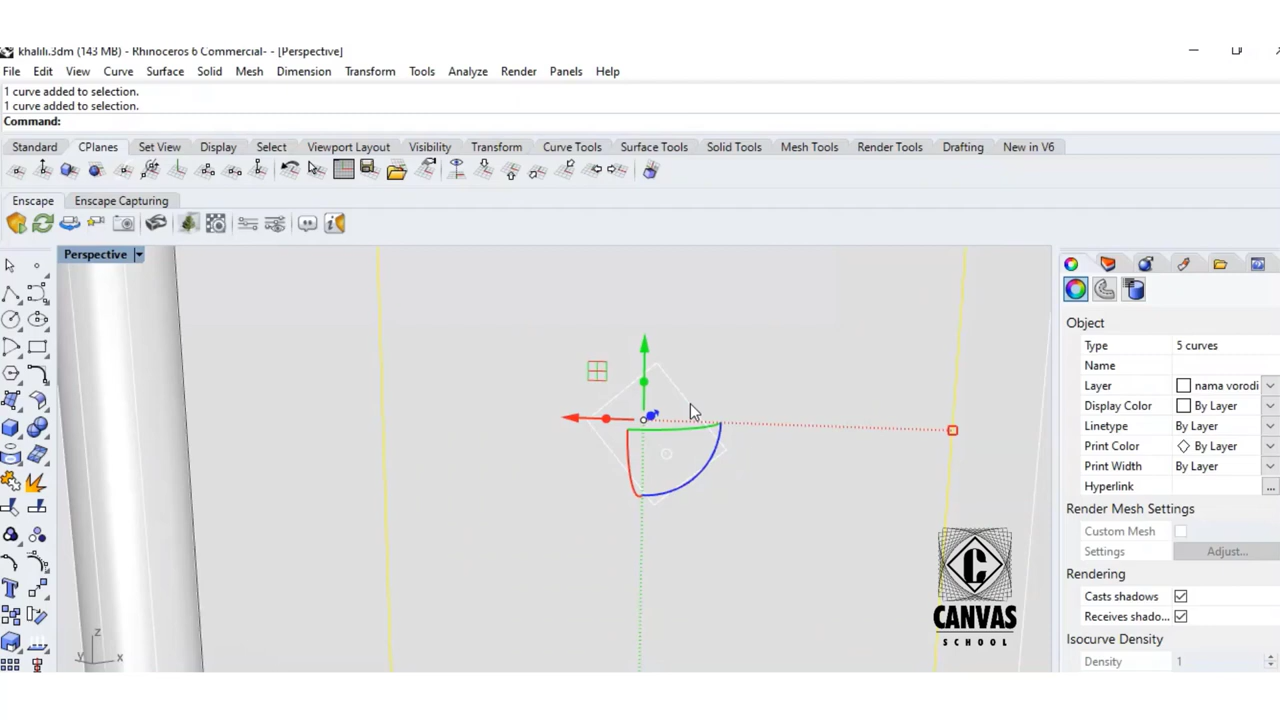 khalili.3dm (143 MB) - Rhinoceros 6 Commercial- - [Perspective]
File Edit View Curve Surface Solid Mesh Dimension Transform Tools Analyze Render Panels Help
1 curve added to selection.
1 curve added to selection.
Command:
Standard CPlanes Set View Display Select Viewport Layout Visibility Transform Curve Tools Surface Tools Solid Tools Mesh Tools Render Tools Drafting New in V6
Enscape Enscape Capturing
Perspective
Object
Type 5 curves
Name
Layer nama vorodi
Display Color By Layer
Linetype By Layer
Print Color By Layer
Print Width By Layer
Hyperlink ...
Render Mesh Settings
Custom Mesh
Settings Adjust...
Rendering
Casts shadows
Receives shado...
Isocurve Density
Density 1
z
y x
C
CANVAS
SCHOOL